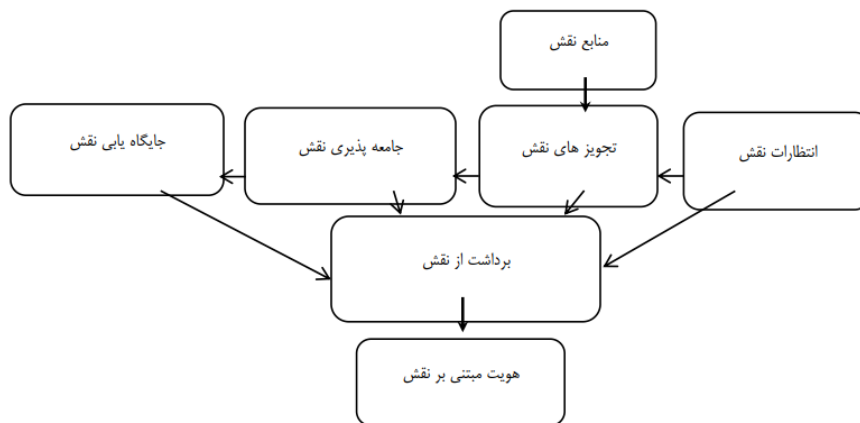 منابع نقش
انتظارات نقش
تجویز های نقش
جامعه پذیری نقش
جایگاه یابی نقش
برداشت از نقش
هویت مبتنی بر نقش